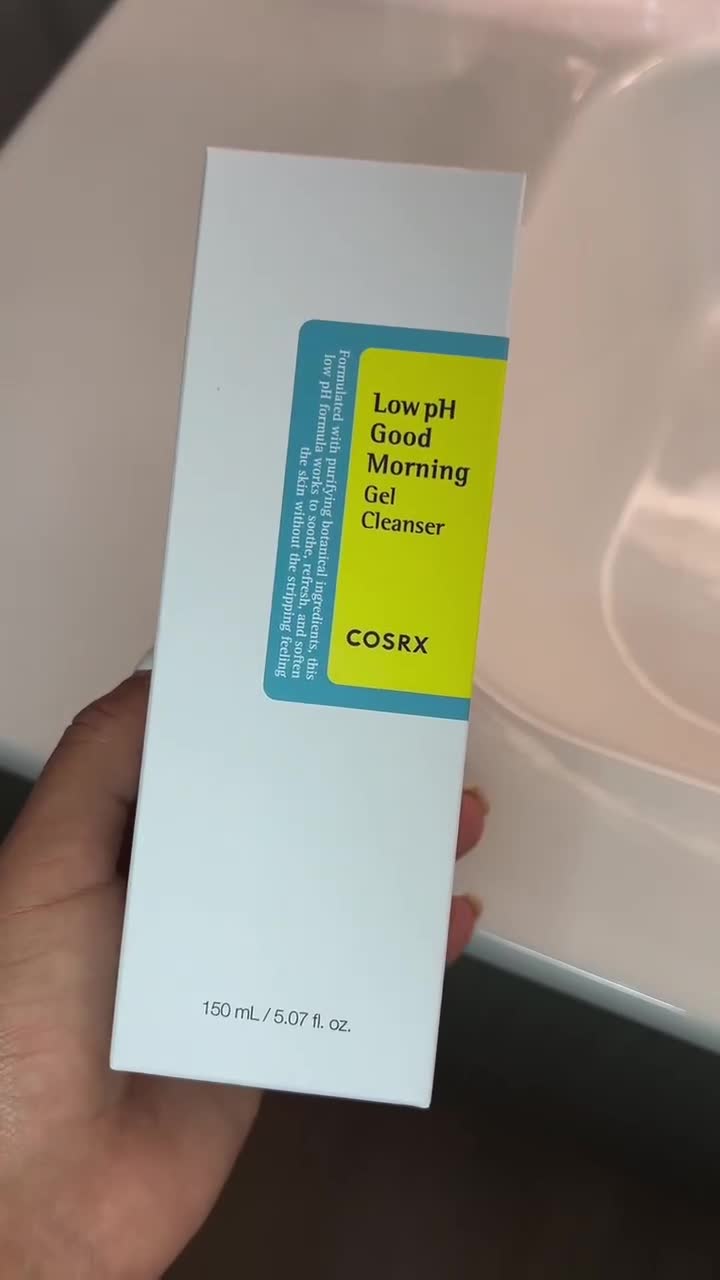 Low pH
Good
Morning
Gel
Cleanser
COSRX
Formulated with purifying botanical ingredients, this
low pH formula works to soothe, refresh, and soften
the skin without the stripping feeling
150 mL / 5.07 fl. oz.